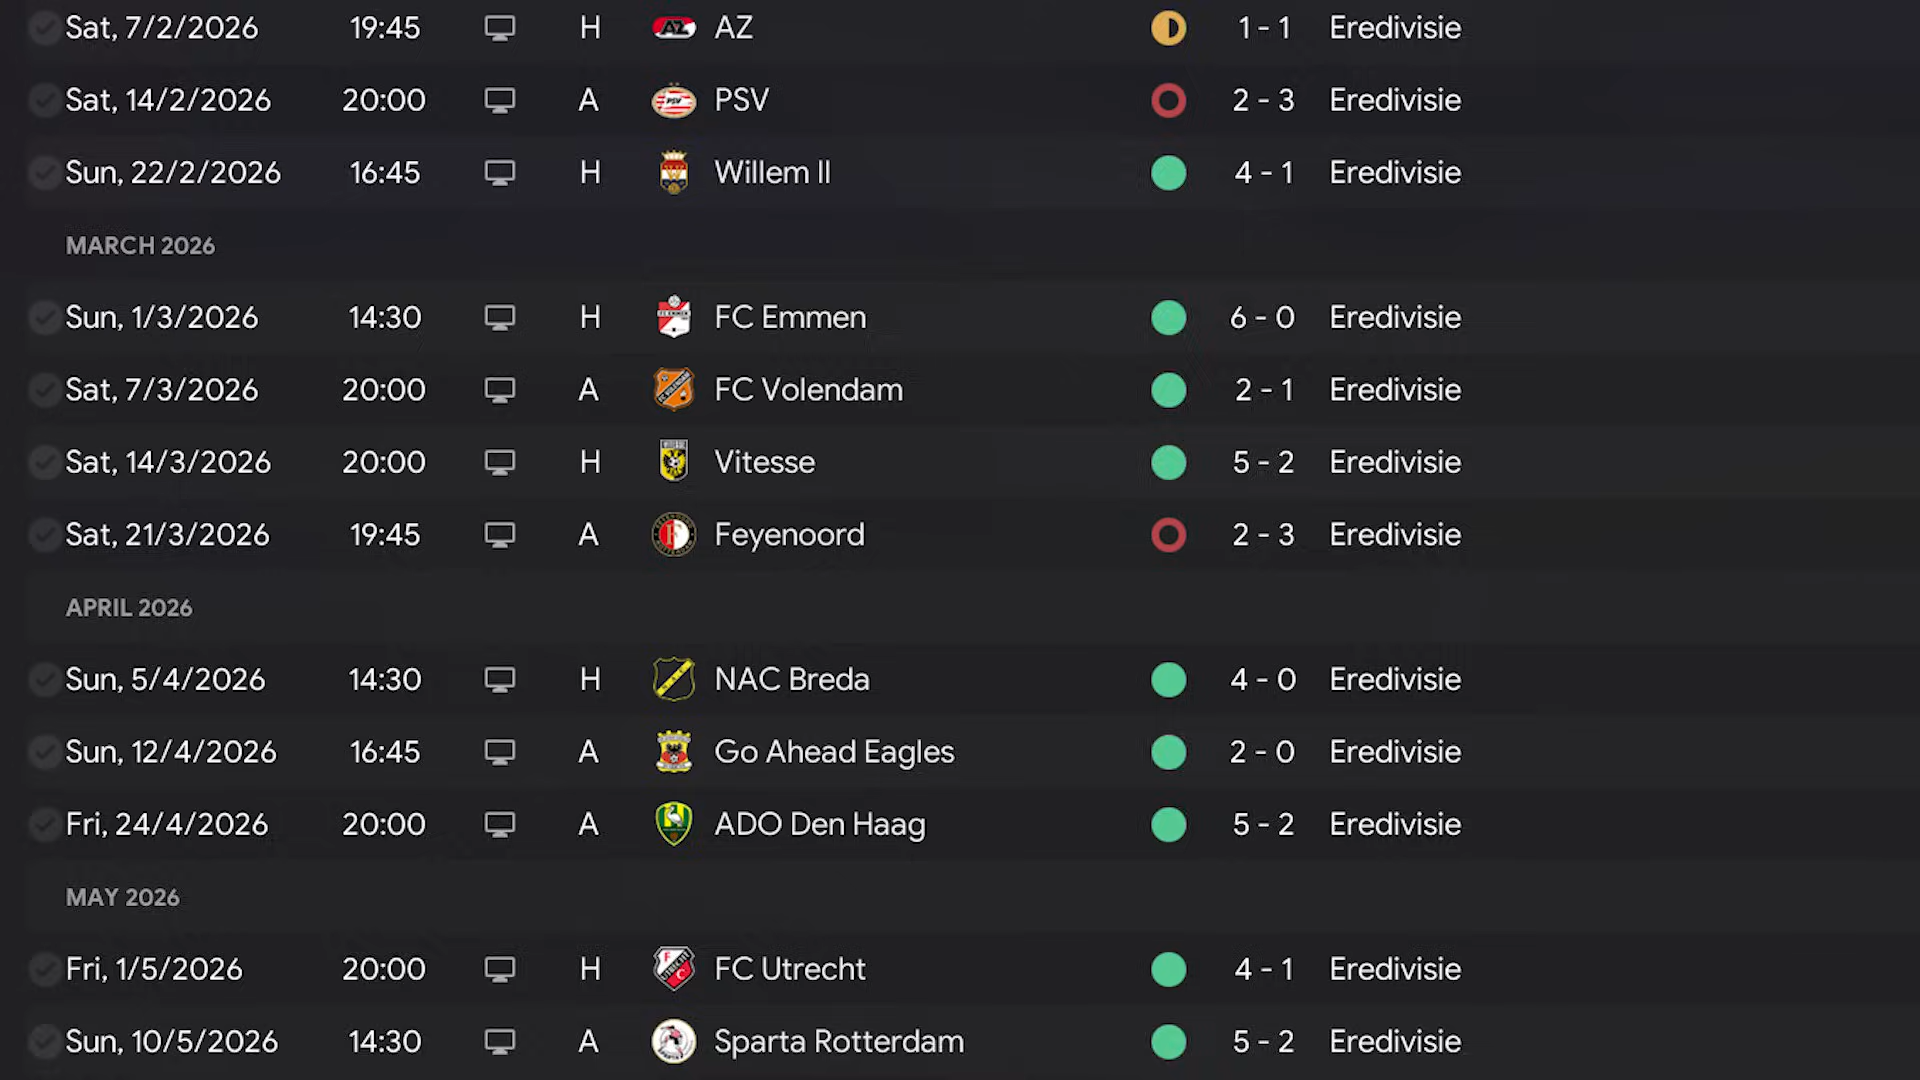 Sat, 7/2/2026 19:45 H AZ 1 - 1 Eredivisie
Sat, 14/2/2026 20:00 A PSV 2 - 3 Eredivisie
Sun, 22/2/2026 16:45 H Willem II 4 - 1 Eredivisie
MARCH 2026
Sun, 1/3/2026 14:30 H FC Emmen 6 - 0 Eredivisie
Sat, 7/3/2026 20:00 A FC Volendam 2 - 1 Eredivisie
Sat, 14/3/2026 20:00 H Vitesse 5 - 2 Eredivisie
Sat, 21/3/2026 19:45 A Feyenoord 2 - 3 Eredivisie
APRIL 2026
Sun, 5/4/2026 14:30 H NAC Breda 4 - 0 Eredivisie
Sun, 12/4/2026 16:45 A Go Ahead Eagles 2 - 0 Eredivisie
Fri, 24/4/2026 20:00 A ADO Den Haag 5 - 2 Eredivisie
MAY 2026
Fri, 1/5/2026 20:00 H FC Utrecht 4 - 1 Eredivisie
Sun, 10/5/2026 14:30 A Sparta Rotterdam 5 - 2 Eredivisie